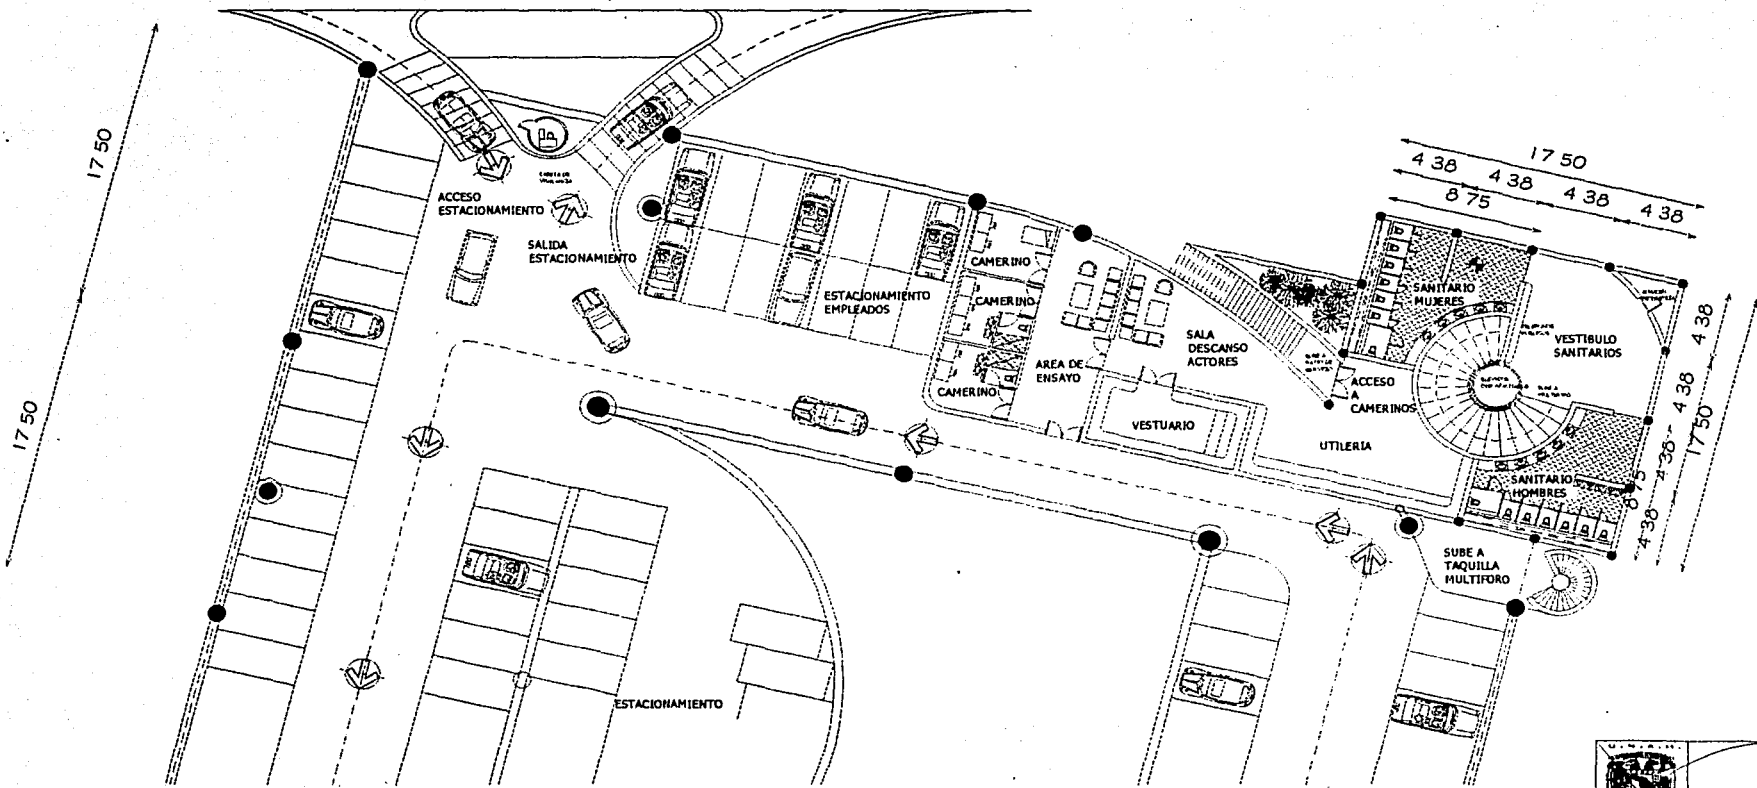 17 50
17 50
ACCESO
ESTACIONAMIENTO
SALIDA
ESTACIONAMIENTO
ESTACIONAMIENTO
EMPLEADOS
CAMERINO
CAMERINO
CAMERINO
AREA DE
ENSAYO
SALA
DESCANSO
ACTORES
VESTUARIO
UTILERIA
ACCESO
A
CAMERINOS
SANITARIO
MUJERES
VESTIBULO
SANITARIOS
SANITARIO
HOMBRES
SUBE A
TAQUILLA
MULTIFORO
ESTACIONAMIENTO
17 50
4 38
4 38
4 38
4 38
8 75
4 38
4 38
4 38
4 38
17 50
8 75